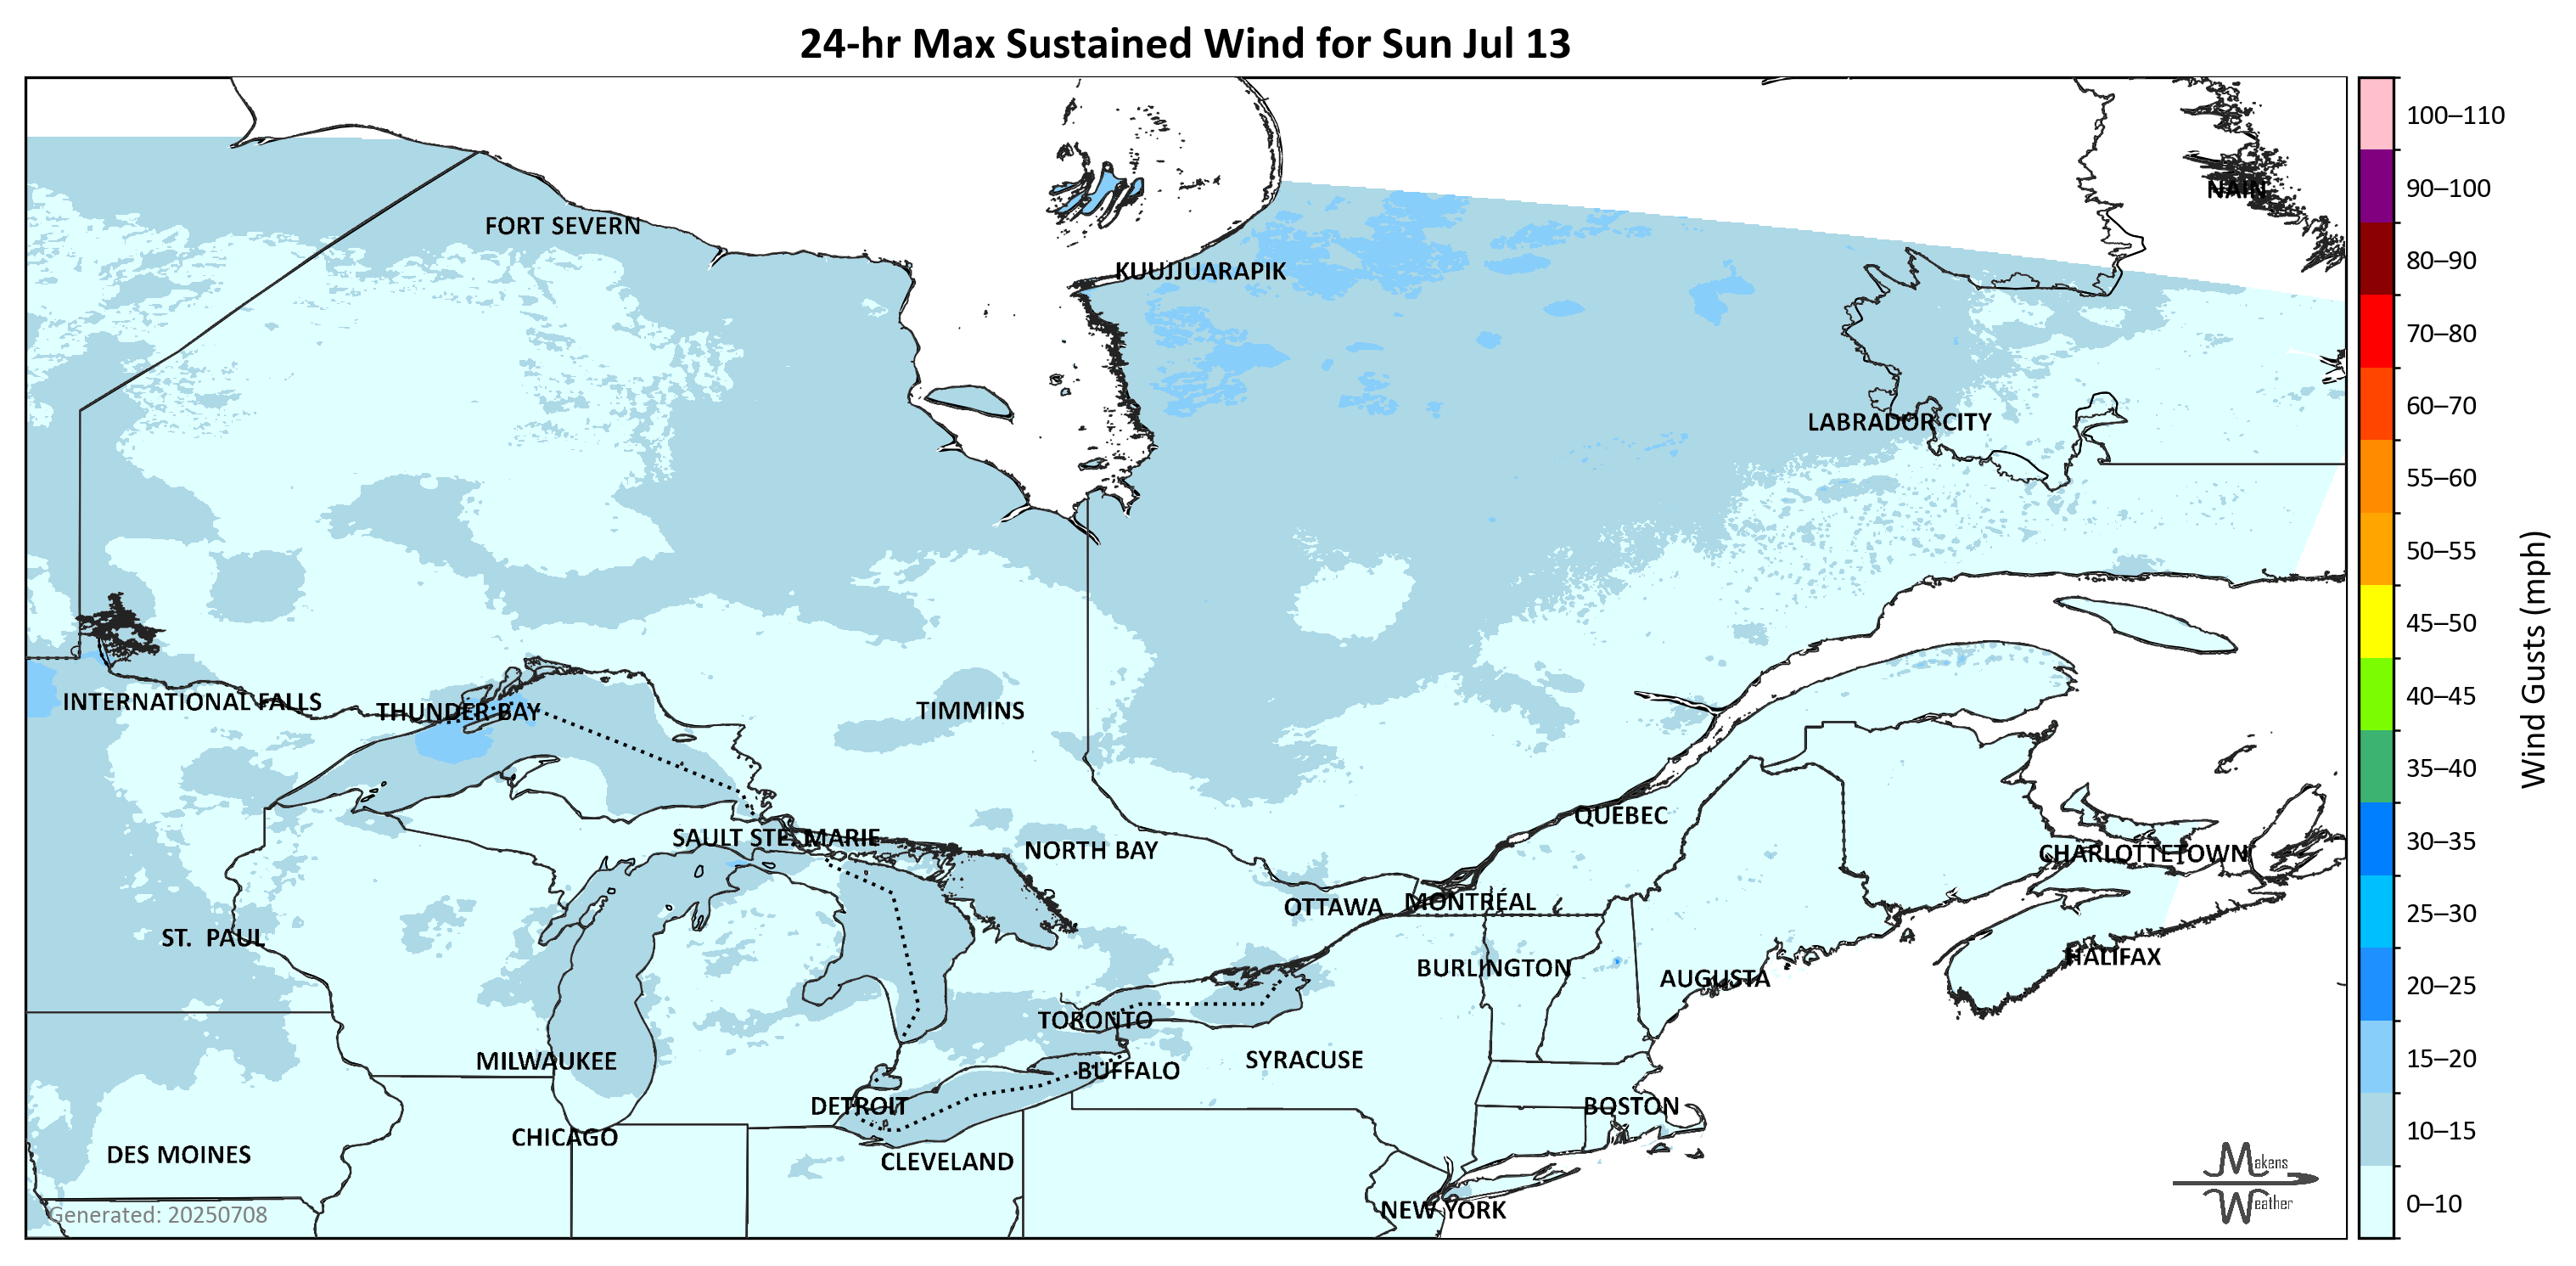 24-hr Max Sustained Wind for Sun Jul 13
NAIN
FORT SEVERN
KUUJJUARAPIK
LABRADOR CITY
INTERNATIONAL FALLS
THUNDER BAY
TIMMINS
SAULT STE. MARIE
NORTH BAY
QUEBEC
CHARLOTTETOWN
OTTAWA
MONTRÉAL
ST.  PAUL
BURLINGTON
AUGUSTA
HALIFAX
TORONTO
MILWAUKEE
BUFFALO
SYRACUSE
DETROIT
BOSTON
CHICAGO
DES MOINES
CLEVELAND
NEW YORK
Generated: 20250708
Makens
Weather
100–110
90–100
80–90
70–80
60–70
55–60
50–55
45–50
40–45
35–40
30–35
25–30
20–25
15–20
10–15
0–10
Wind Gusts (mph)